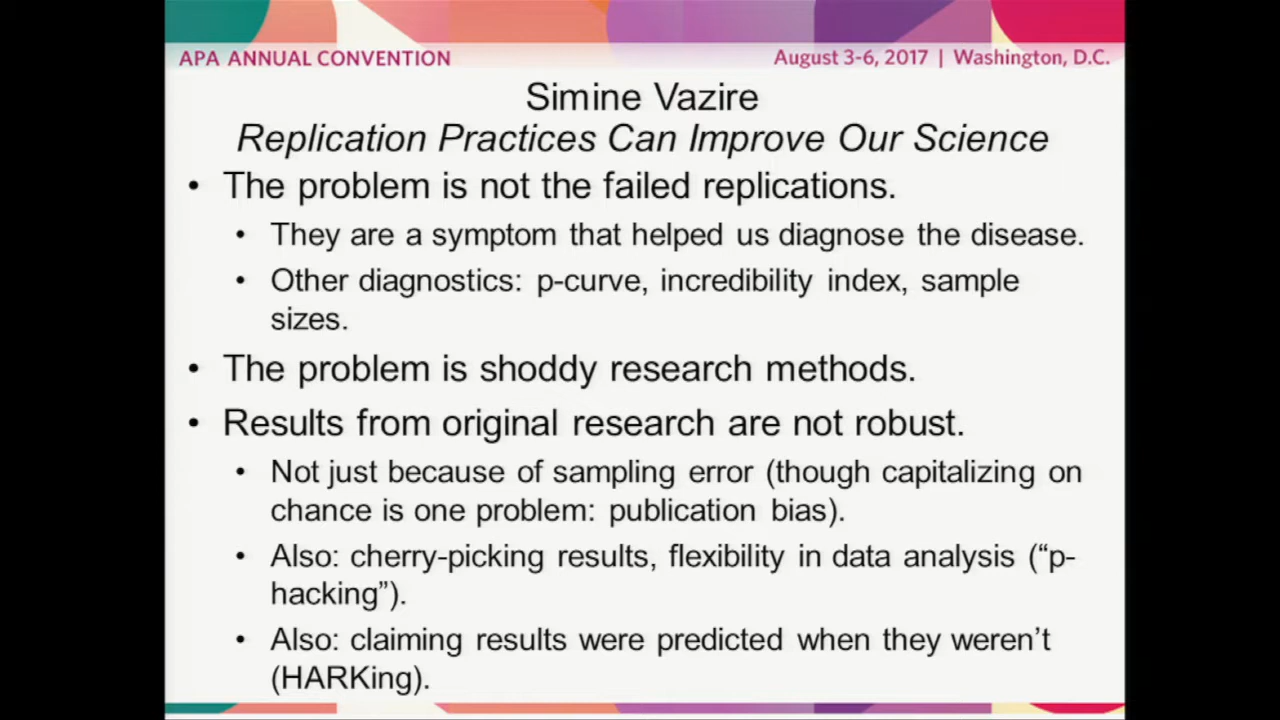 APA ANNUAL CONVENTION
August 3-6, 2017 | Washington, D.C.
Simine Vazire
Replication Practices Can Improve Our Science
• The problem is not the failed replications.
• They are a symptom that helped us diagnose the disease.
• Other diagnostics: p-curve, incredibility index, sample
sizes.
• The problem is shoddy research methods.
• Results from original research are not robust.
• Not just because of sampling error (though capitalizing on
chance is one problem: publication bias).
• Also: cherry-picking results, flexibility in data analysis (“p-
hacking”).
• Also: claiming results were predicted when they weren’t
(HARKing).